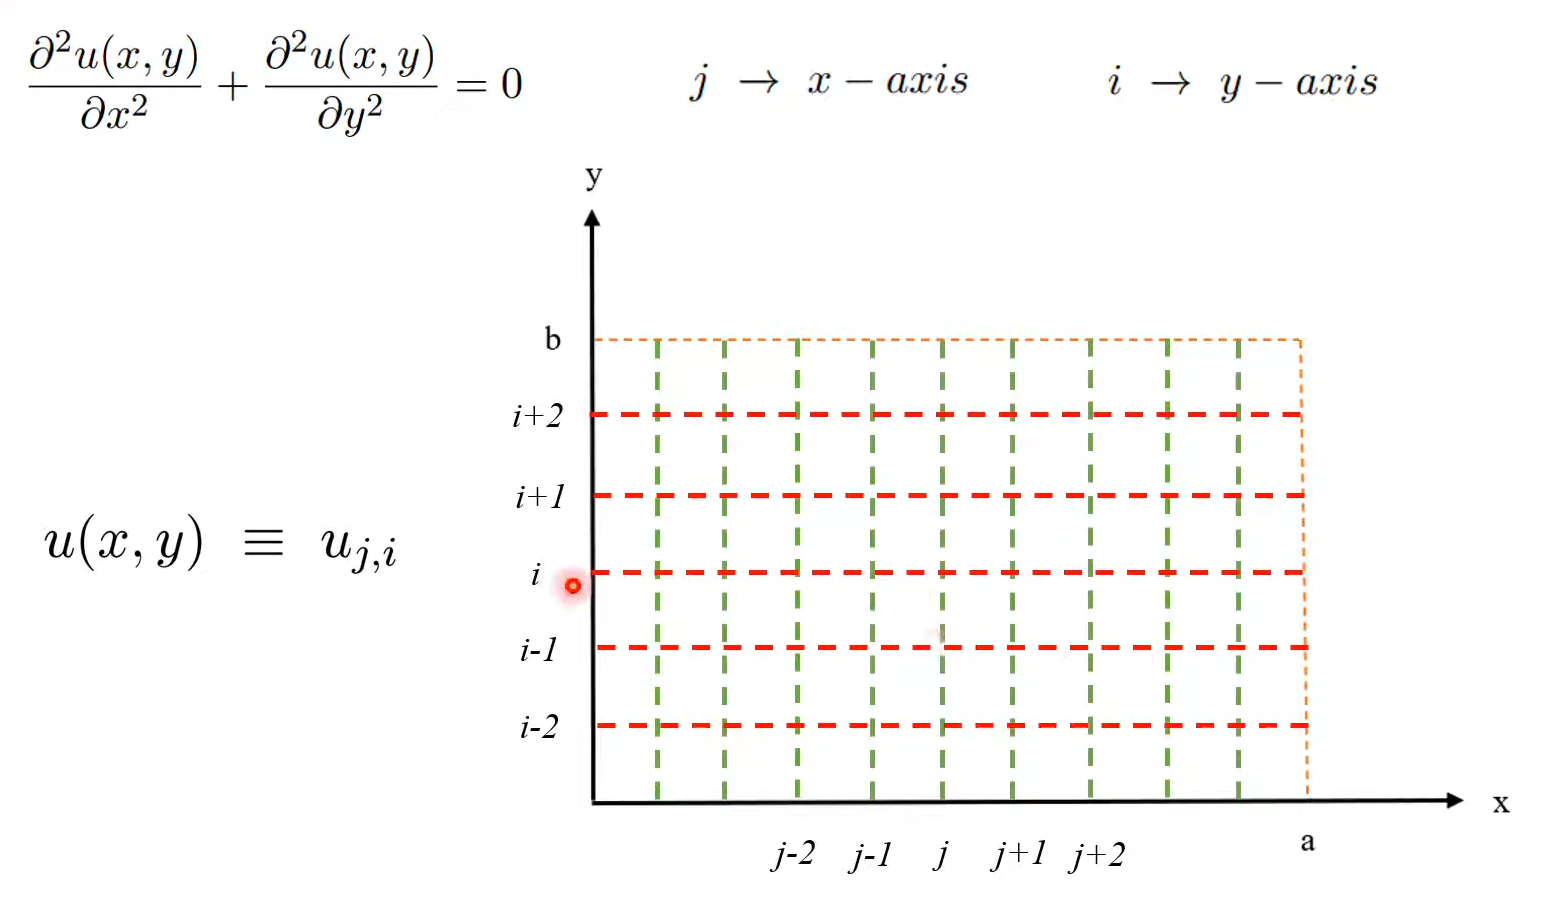 ∂²u(x, y)/∂x² + ∂²u(x, y)/∂y² = 0
j → x − axis
i → y − axis
y
b
i+2
i+1
u(x, y) ≡ u_{j,i}
i
i-1
i-2
x
a
j-2 j-1 j j+1 j+2